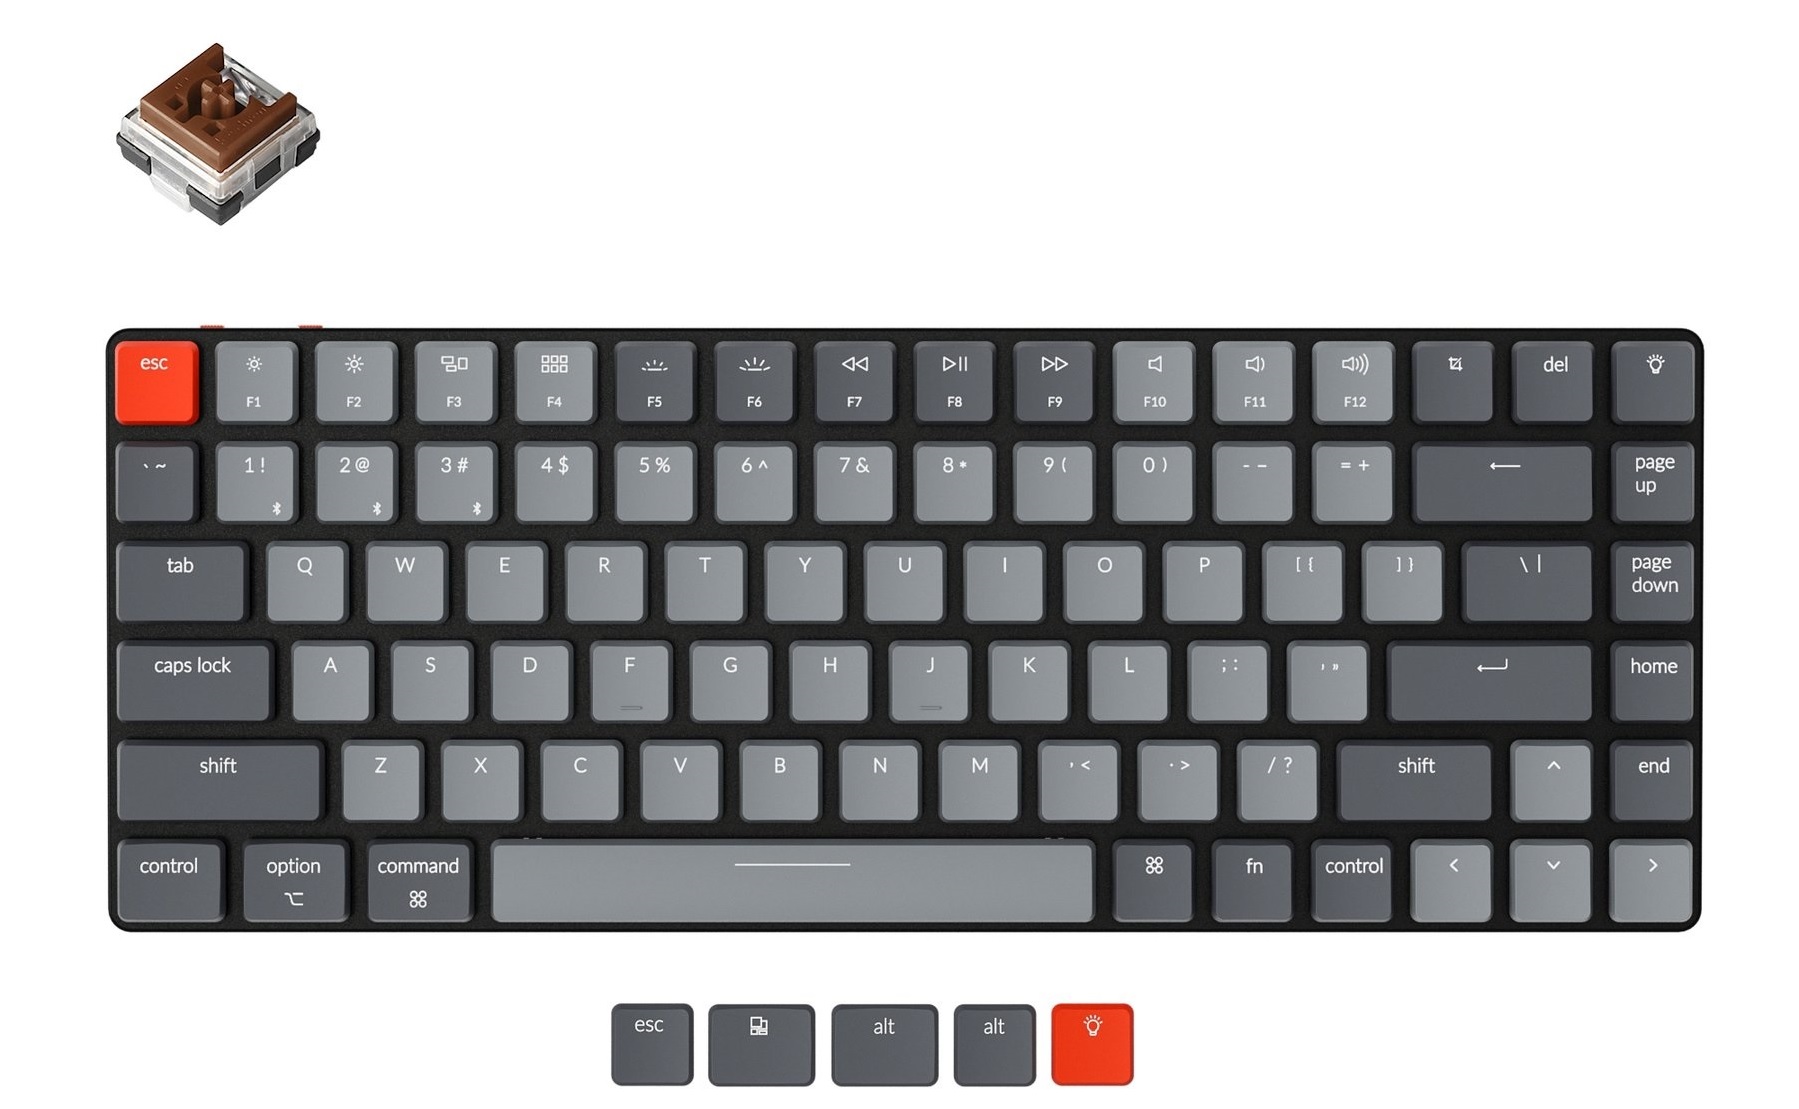 esc
F1
F2
F3
F4
F5
F6
F7
F8
F9
F10
F11
F12
del
` ~
1 !
2 @
3 #
4 $
5 %
6 ^
7 &
8 *
9 (
0 )
- –
= +
page
up
tab
Q
W
E
R
T
Y
U
I
O
P
[ {
] }
\ |
page
down
caps lock
A
S
D
F
G
H
J
K
L
; :
' "
home
shift
Z
X
C
V
B
N
M
, <
. >
/ ?
shift
end
control
option
command
fn
control
esc
alt
alt